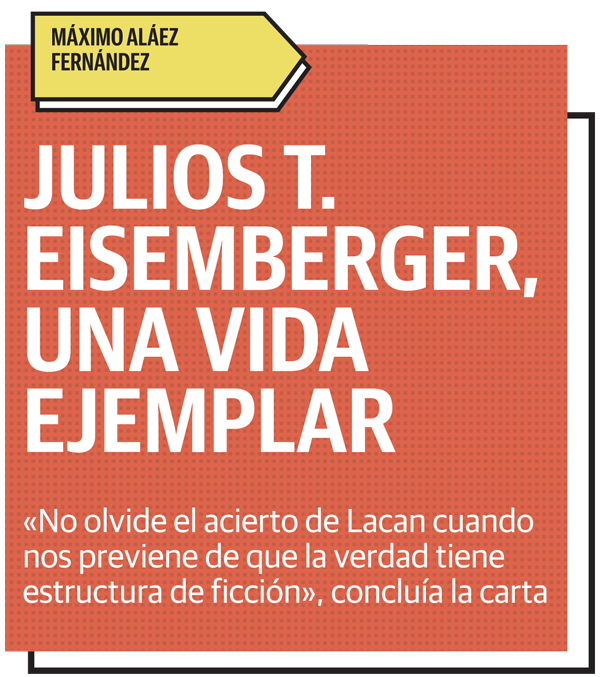 MÁXIMO ALÁEZ
FERNÁNDEZ
JULIOS T.
EISEMBERGER,
UNA VIDA
EJEMPLAR
«No olvide el acierto de Lacan cuando
nos previene de que la verdad tiene
estructura de ficción», concluía la carta